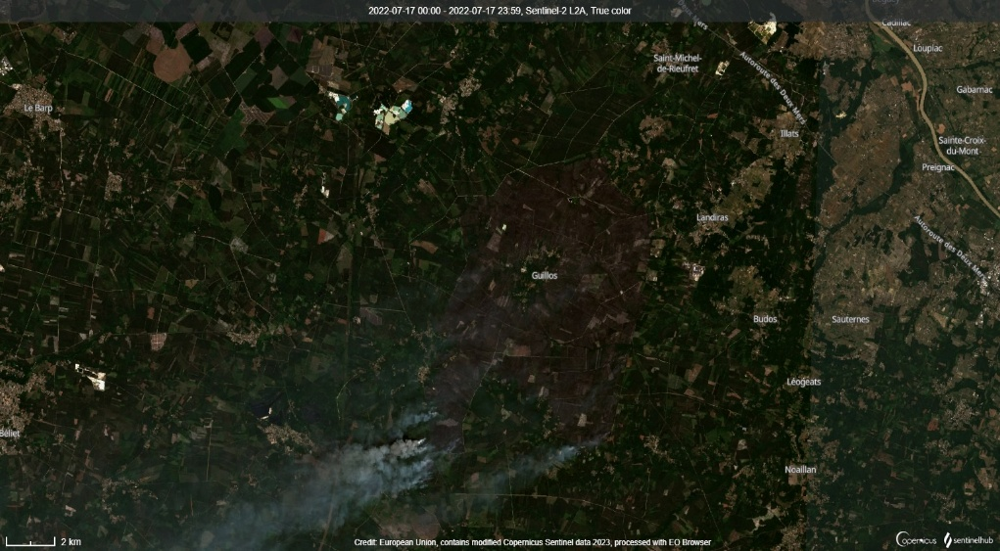 2022-07-17 00:00 - 2022-07-17 23:59, Sentinel-2 L2A, True color
Cadillac
Loupiac
Saint-Michel-
de-Rieufret
Autoroute des Deux Mers
Gabarnac
Le Barp
Illats
Sainte-Croix-
du-Mont
Preignac
Landiras
Autoroute des Deux Mers
Guillos
Budos
Sauternes
Léogeats
Béliet
Noaillan
2 km
Credit: European Union, contains modified Copernicus Sentinel data 2023, processed with EO Browser
opernicus
sentinelhub